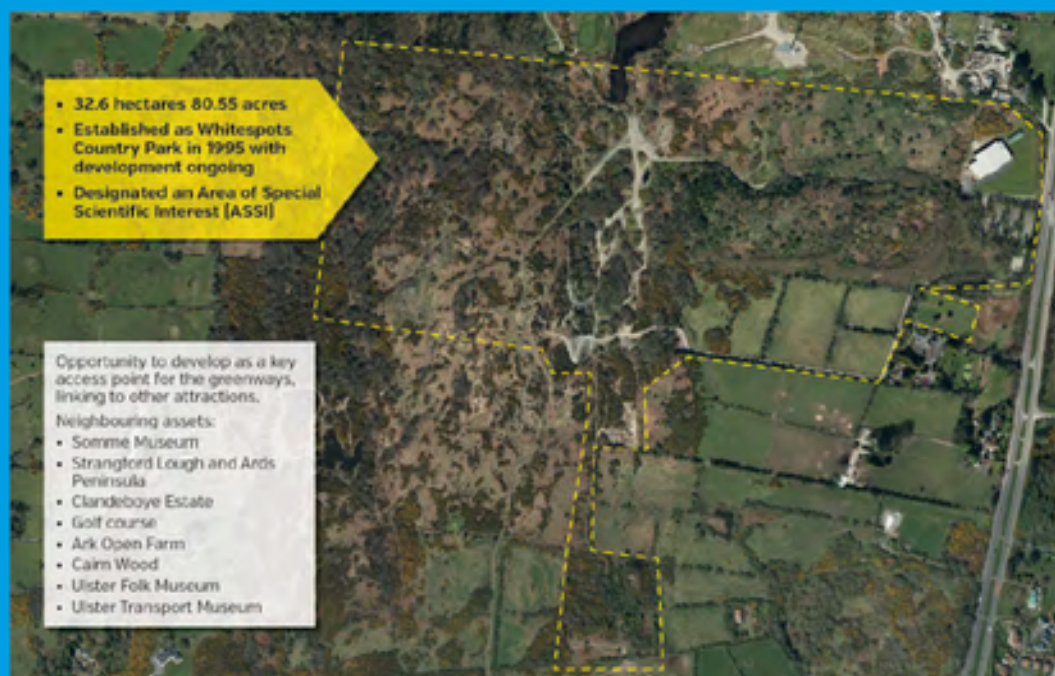 • 32.6 hectares 80.55 acres
• Established as Whitespots
Country Park in 1995 with
development ongoing
• Designated an Area of Special
Scientific Interest (ASSI)
Opportunity to develop as a key
access point for the greenways,
linking to other attractions.
Neighbouring assets:
• Somme Museum
• Strangford Lough and Ards
Peninsula
• Clandeboye Estate
• Golf course
• Ark Open Farm
• Cairn Wood
• Ulster Folk Museum
• Ulster Transport Museum